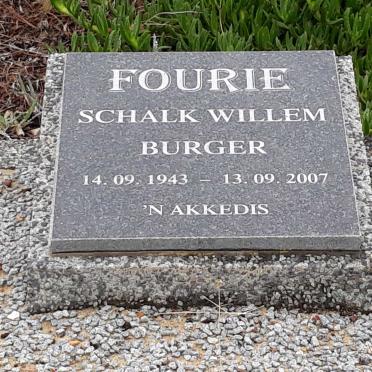 FOURIE
SCHALK WILLEM
BURGER
14. 09. 1943 – 13. 09. 2007
'N AKKEDIS